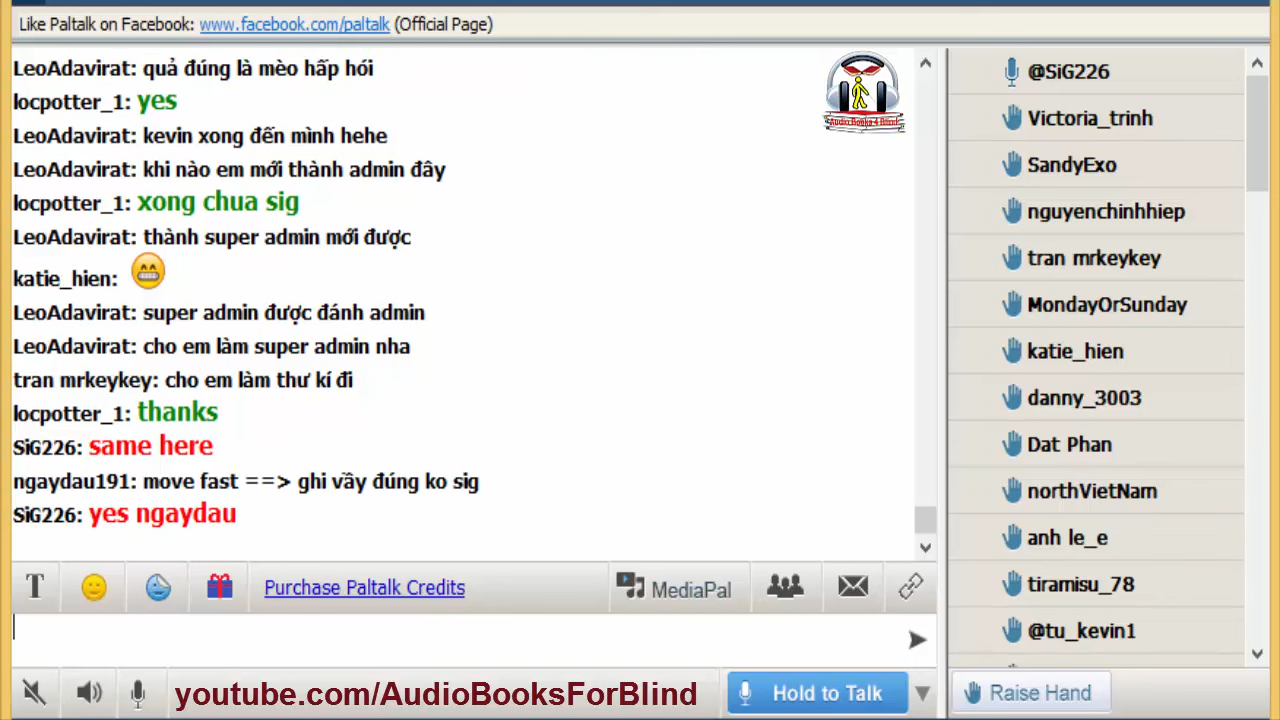 Like Paltalk on Facebook: www.facebook.com/paltalk (Official Page)
LeoAdavirat: quả đúng là mèo hấp hói
locpotter_1: yes
LeoAdavirat: kevin xong đến mình hehe
LeoAdavirat: khi nào em mới thành admin đây
locpotter_1: xong chua sig
LeoAdavirat: thành super admin mới được
katie_hien:
LeoAdavirat: super admin được đánh admin
LeoAdavirat: cho em làm super admin nha
tran mrkeykey: cho em làm thư kí đi
locpotter_1: thanks
SiG226: same here
ngaydau191: move fast ==> ghi vầy đúng ko sig
SiG226: yes ngaydau
Audio Books 4 Blind
@SiG226
Victoria_trinh
SandyExo
nguyenchinhhiep
tran mrkeykey
MondayOrSunday
katie_hien
danny_3003
Dat Phan
northVietNam
anh le_e
tiramisu_78
@tu_kevin1
T
Purchase Paltalk Credits
MediaPal
youtube.com/AudioBooksForBlind
Hold to Talk
Raise Hand